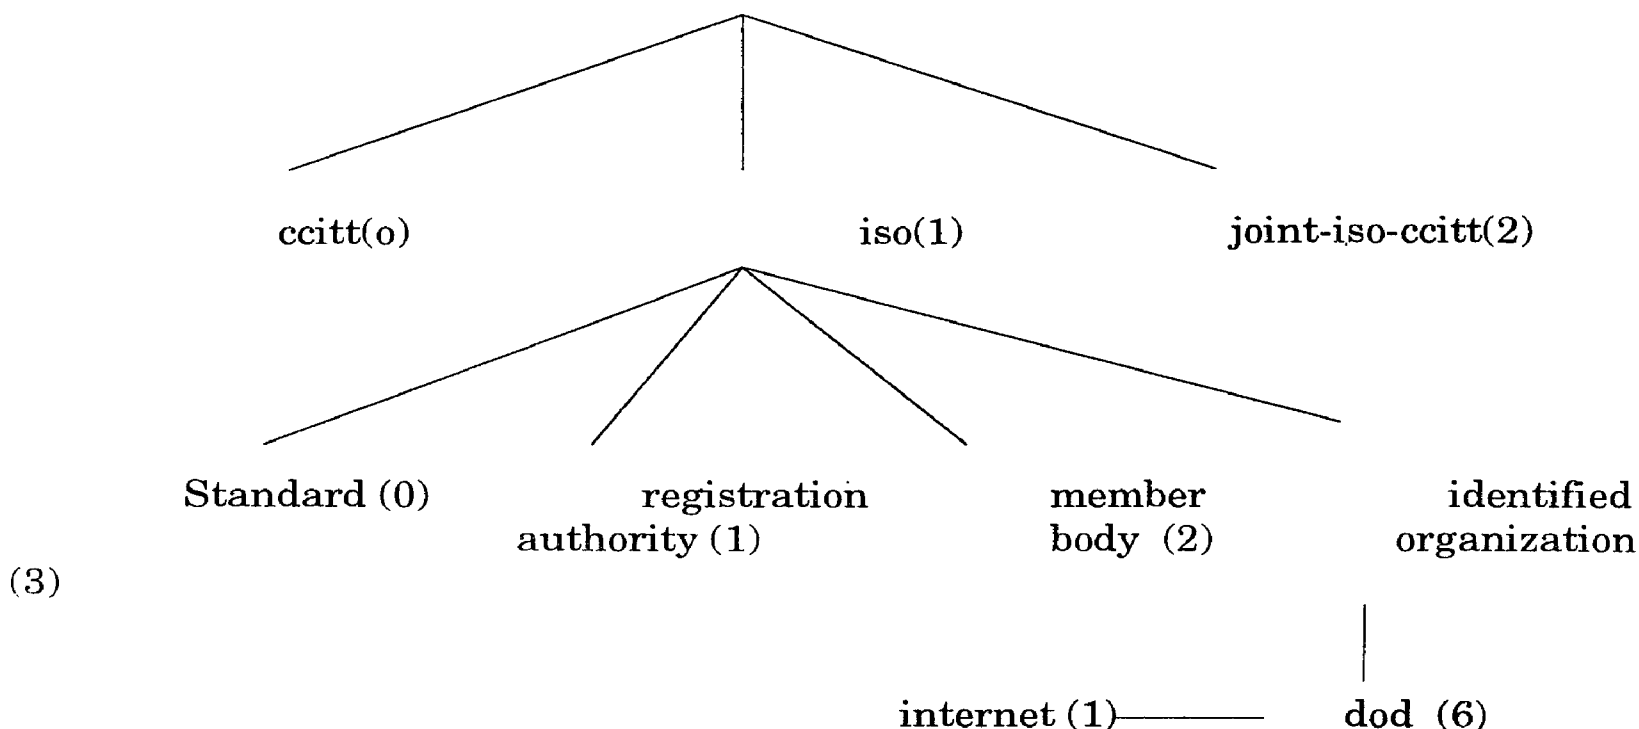 ccitt(o) iso(1) joint-iso-ccitt(2)
Standard (0) registration member identified
authority (1) body (2) organization
(3)
internet (1) dod (6)